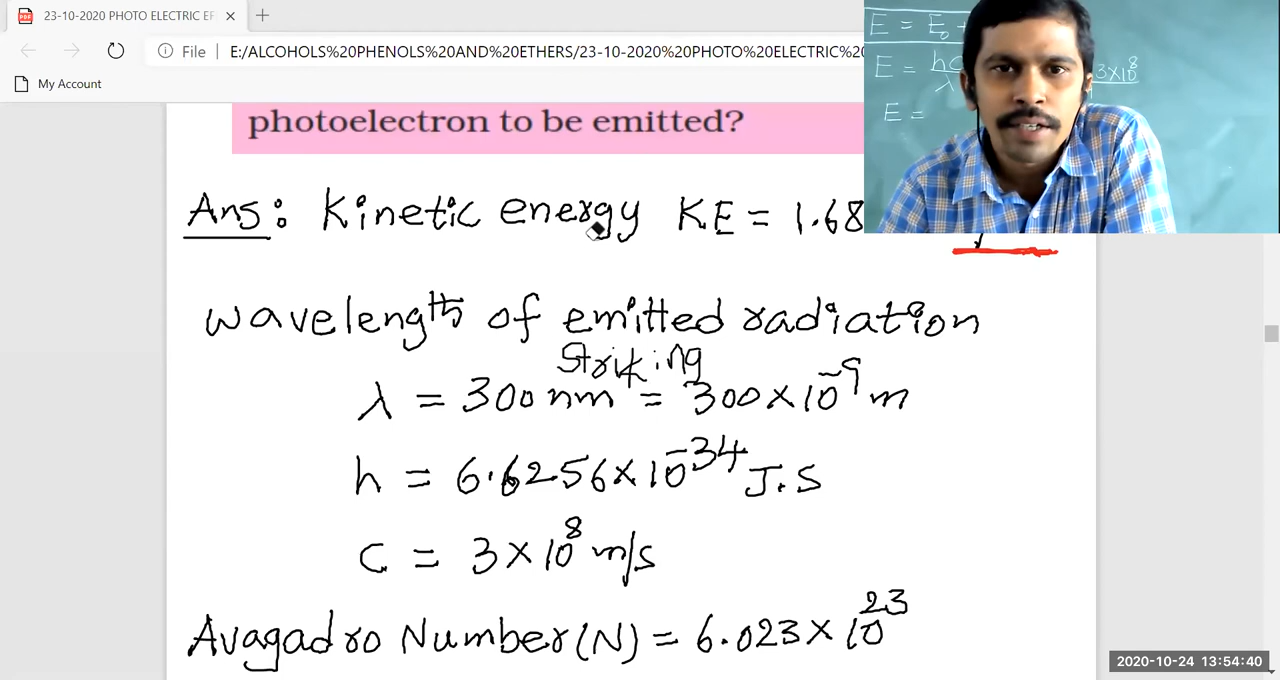 23-10-2020 PHOTO ELECTRIC EF
File E:/ALCOHOLS%20PHENOLS%20AND%20ETHERS/23-10-2020%20PHOTO%20ELECTRIC%20
My Account
E = E₀ +
E = hc/λ
3×10⁸
E =
photoelectron to be emitted?
Ans: Kinetic energy KE = 1.68
wavelength of emitted radiation
striking
λ = 300 nm = 300×10⁻⁹ m
h = 6.6256×10⁻³⁴ J.S
C = 3×10⁸ m/s
Avagadro Number(N) = 6.023×10²³
2020-10-24 13:54:40